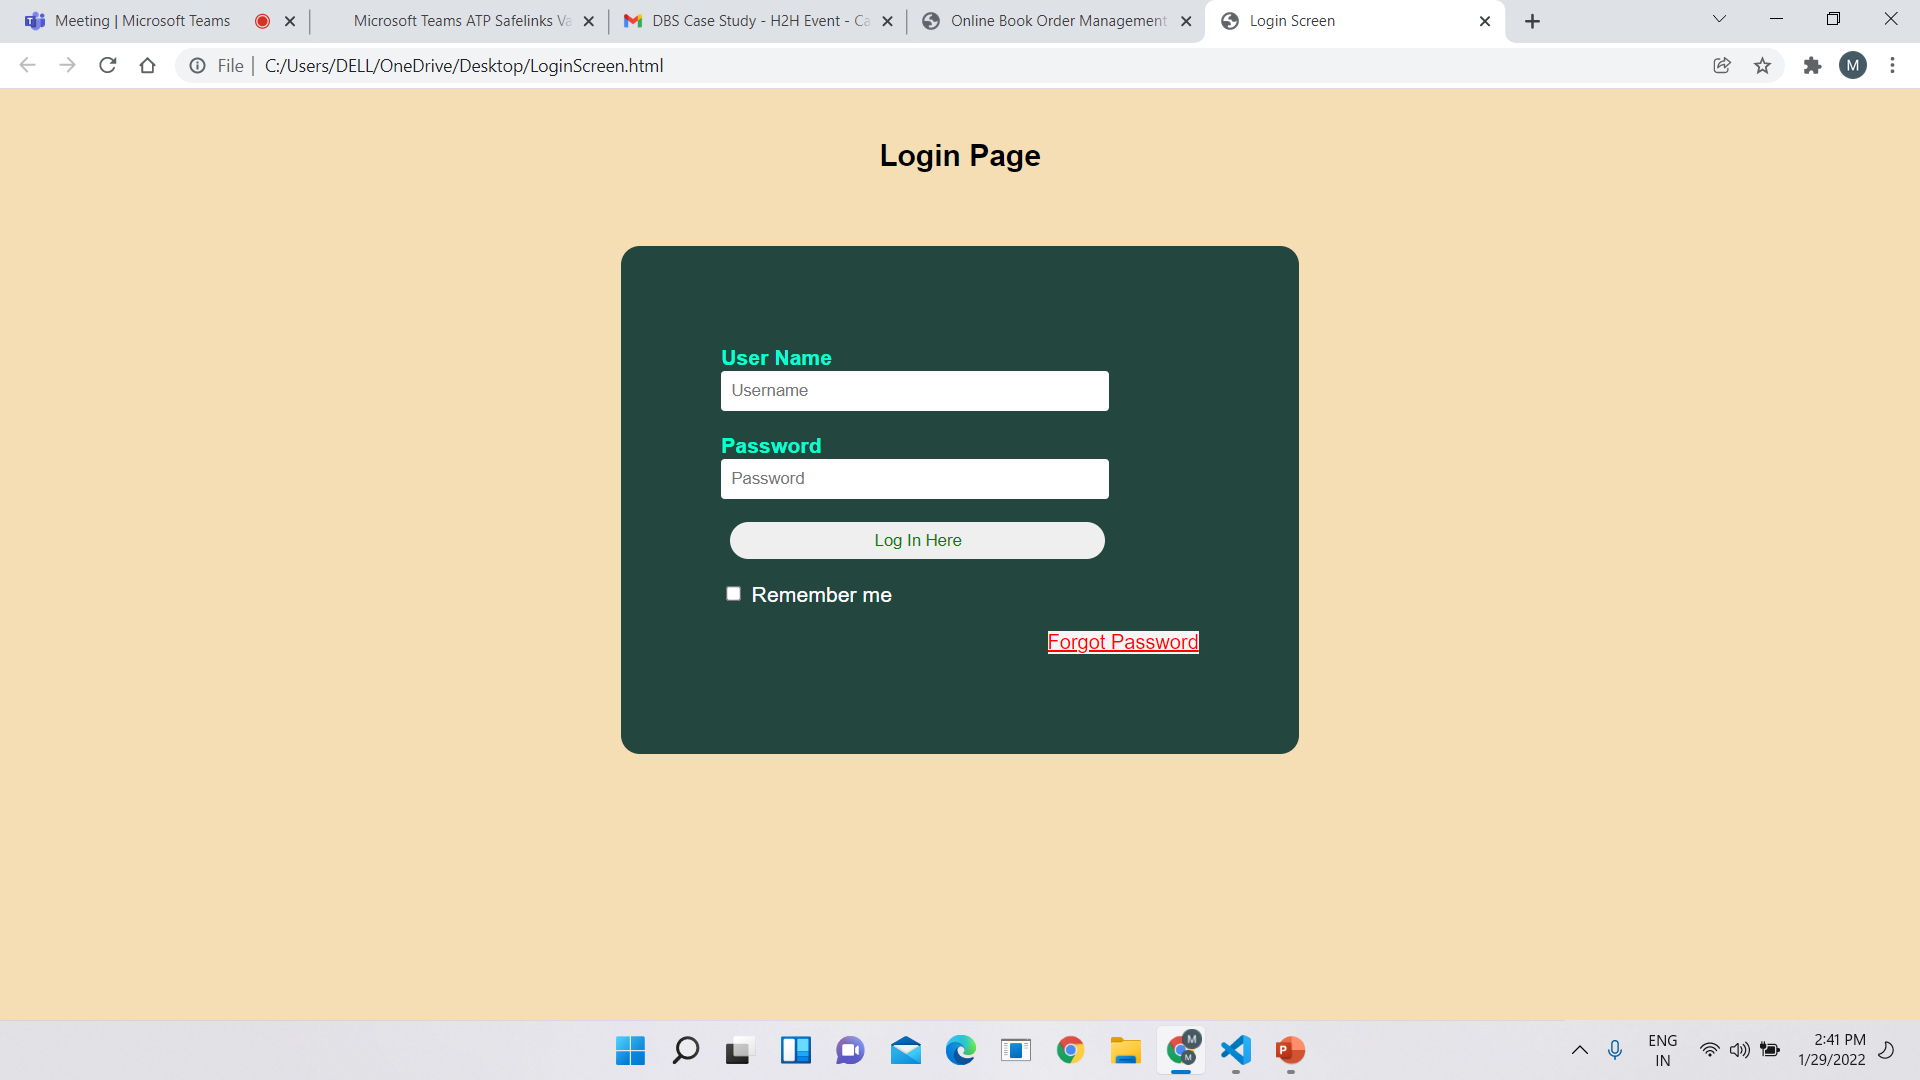 Meeting | Microsoft Teams
Microsoft Teams ATP Safelinks Va
DBS Case Study - H2H Event - Ca
Online Book Order Management
Login Screen
File
C:/Users/DELL/OneDrive/Desktop/LoginScreen.html
M
Login Page
User Name
Username
Password
Password
Log In Here
Remember me
Forgot Password
ENG
IN
2:41 PM
1/29/2022